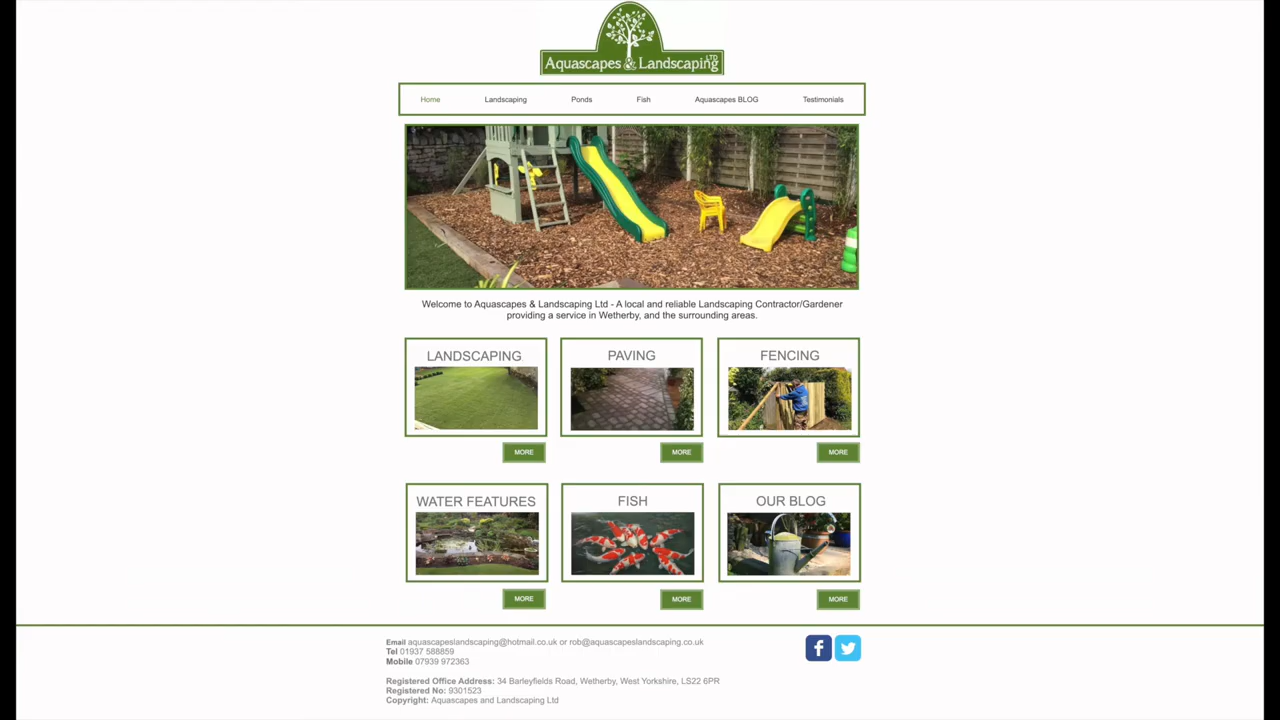 Aquascapes & Landscaping LTD
Home Landscaping Ponds Fish Aquascapes BLOG Testimonials
Welcome to Aquascapes & Landscaping Ltd - A local and reliable Landscaping Contractor/Gardener
providing a service in Wetherby, and the surrounding areas.
LANDSCAPING PAVING FENCING
MORE MORE MORE
WATER FEATURES FISH OUR BLOG
MORE MORE MORE
Email aquascapeslandscaping@hotmail.co.uk or rob@aquascapeslandscaping.co.uk
Tel 01937 588859
Mobile 07939 972363
Registered Office Address: 34 Barleyfields Road, Wetherby, West Yorkshire, LS22 6PR
Registered No: 9301523
Copyright: Aquascapes and Landscaping Ltd